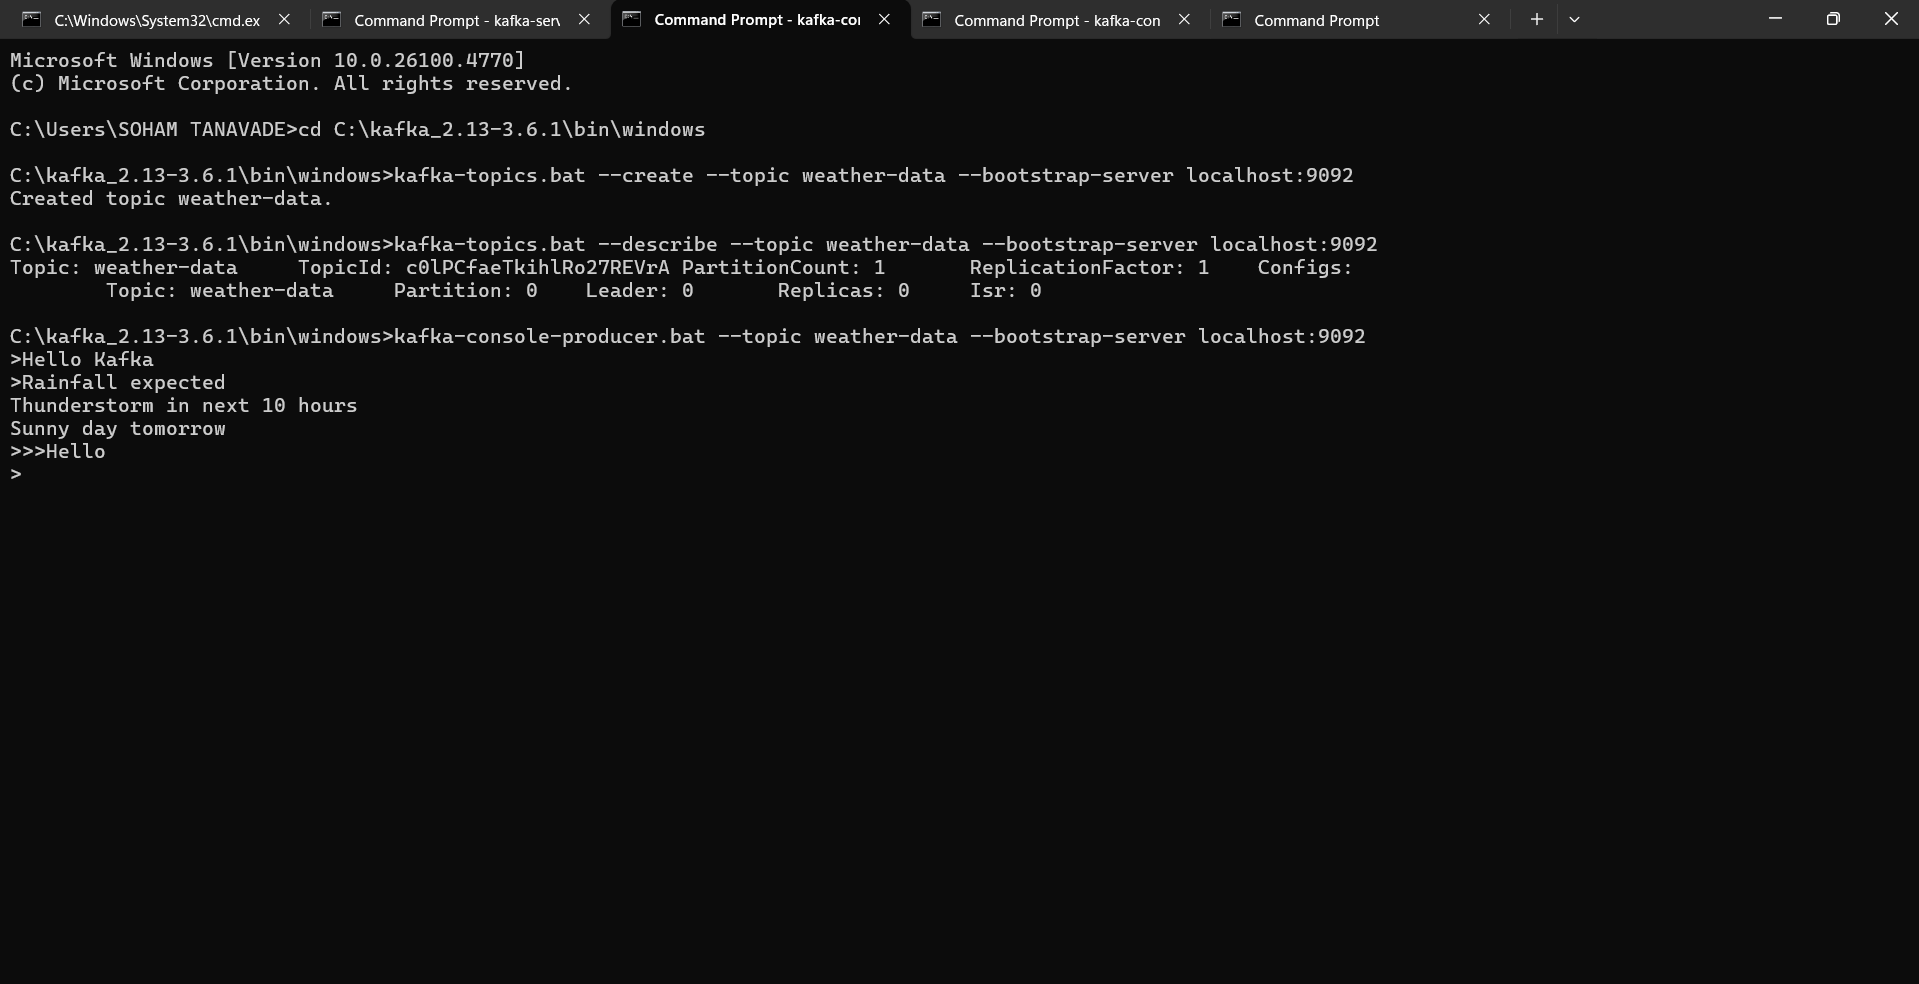 C:\Windows\System32\cmd.ex
Command Prompt - kafka-serv
Command Prompt - kafka-con
Command Prompt - kafka-con
Command Prompt
Microsoft Windows [Version 10.0.26100.4770]
(c) Microsoft Corporation. All rights reserved.
C:\Users\SOHAM TANAVADE>cd C:\kafka_2.13-3.6.1\bin\windows
C:\kafka_2.13-3.6.1\bin\windows>kafka-topics.bat --create --topic weather-data --bootstrap-server localhost:9092
Created topic weather-data.
C:\kafka_2.13-3.6.1\bin\windows>kafka-topics.bat --describe --topic weather-data --bootstrap-server localhost:9092
Topic: weather-data     TopicId: c0lPCfaeTkihlRo27REVrA PartitionCount: 1       ReplicationFactor: 1    Configs:
        Topic: weather-data     Partition: 0    Leader: 0       Replicas: 0     Isr: 0
C:\kafka_2.13-3.6.1\bin\windows>kafka-console-producer.bat --topic weather-data --bootstrap-server localhost:9092
>Hello Kafka
>Rainfall expected
Thunderstorm in next 10 hours
Sunny day tomorrow
>>>Hello
>